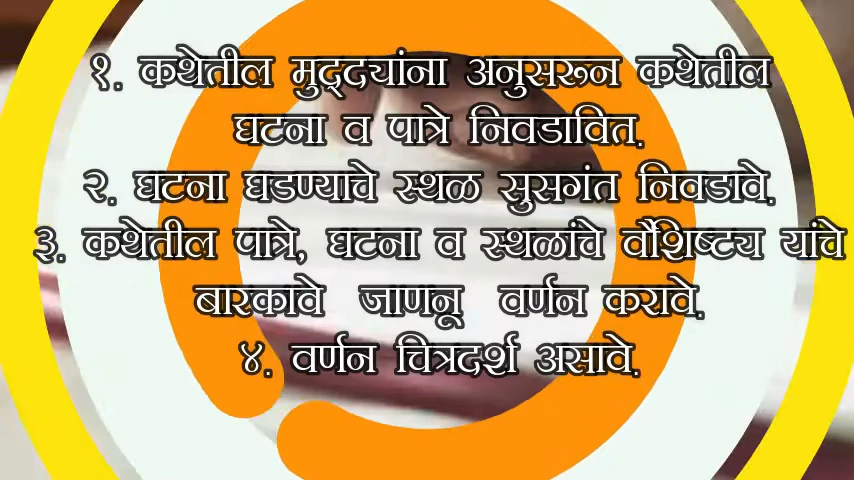 १. कथेतील मुद्द्यांना अनुसरून कथेतील
घटना व पात्रे निवडावित.
२. घटना घडण्याचे स्थळ सुसगंत निवडावे.
३. कथेतील पात्रे, घटना व स्थळांचे वौशिष्ट्य यांचे
बारकावे जाणनू वर्णन करावे.
४. वर्णन चित्रदर्श असावे.